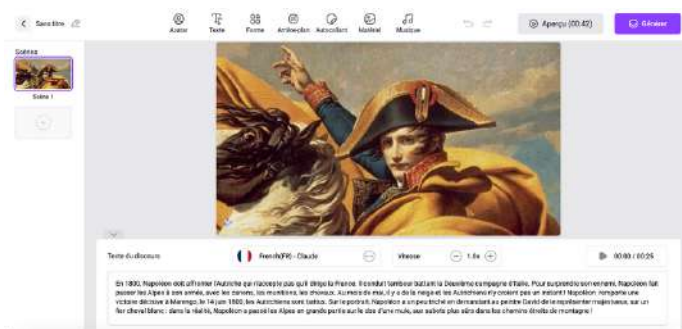 Sans titre
Avatar
Texte
Forme
Arrière-plan
Autocollant
Matériel
Musique
Aperçu (00:42)
Générer
Scènes
Scène 1
Texte du discours
French(FR) - Claude
Vitesse
1.0x
00:00 / 00:25
En 1800, Napoléon doit affronter l'Autriche qui n'accepte pas qu'il dirige la France. Il conduit tambour battant la Deuxième campagne d'Italie. Pour surprendre son ennemi, Napoléon fait
passer les Alpes à son armée, avec les canons, les munitions, les chevaux. Au mois de mai, il y a de la neige et les Autrichiens n'y croient pas un instant ! Napoléon remporte une
victoire décisive à Marengo, le 14 juin 1800, les Autrichiens sont battus. Sur le portrait, Napoléon a un peu triché en demandant au peintre David de le représenter majestueux, sur un
fier cheval blanc : dans la réalité, Napoléon a passé les Alpes en grande partie sur le dos d'une mule, aux sabots plus sûrs dans les chemins étroits de montagne !